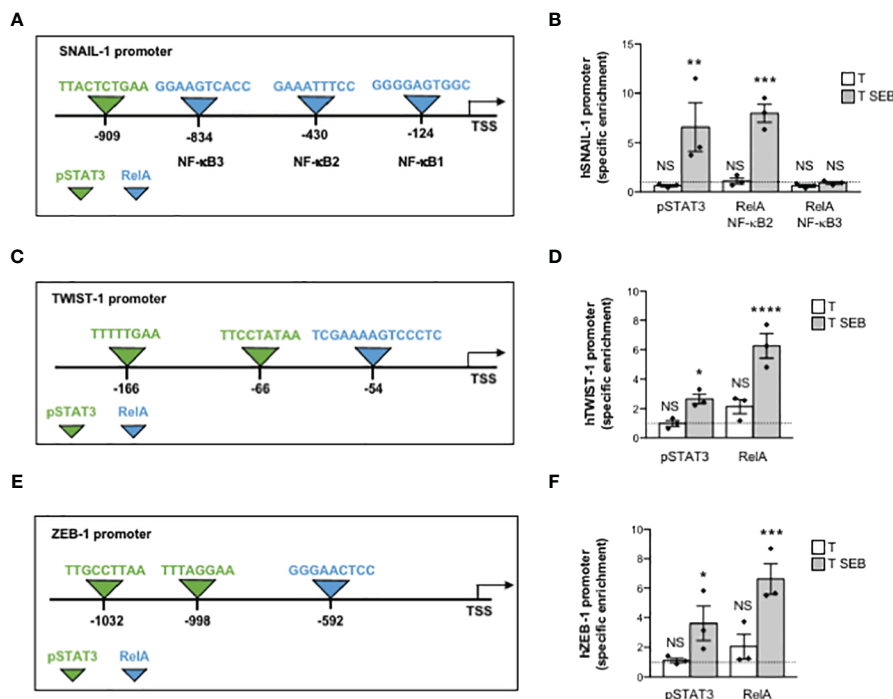 A
SNAIL-1 promoter
TTACTCTGAA GGAAGTCACC GAAATTTCC GGGGAGTGGC
-909 -834 -430 -124 TSS
NF-κB3 NF-κB2 NF-κB1
pSTAT3 RelA
B
hSNAIL-1 promoter
(specific enrichment)
15
10
5
0
NS ** NS *** NS NS
pSTAT3 RelA RelA
NF-κB2 NF-κB3
T
T SEB
C
TWIST-1 promoter
TTTTTGAA TTCCTATAA TCGAAAAGTCCCTC
-166 -66 -54 TSS
pSTAT3 RelA
D
hTWIST-1 promoter
(specific enrichment)
10
8
6
4
2
0
NS * NS ****
pSTAT3 RelA
T
T SEB
E
ZEB-1 promoter
TTGCCTTAA TTTAGGAA GGGAACTCC
-1032 -998 -592 TSS
pSTAT3 RelA
F
hZEB-1 promoter
(specific enrichment)
10
8
6
4
2
0
NS * NS ***
pSTAT3 RelA
T
T SEB